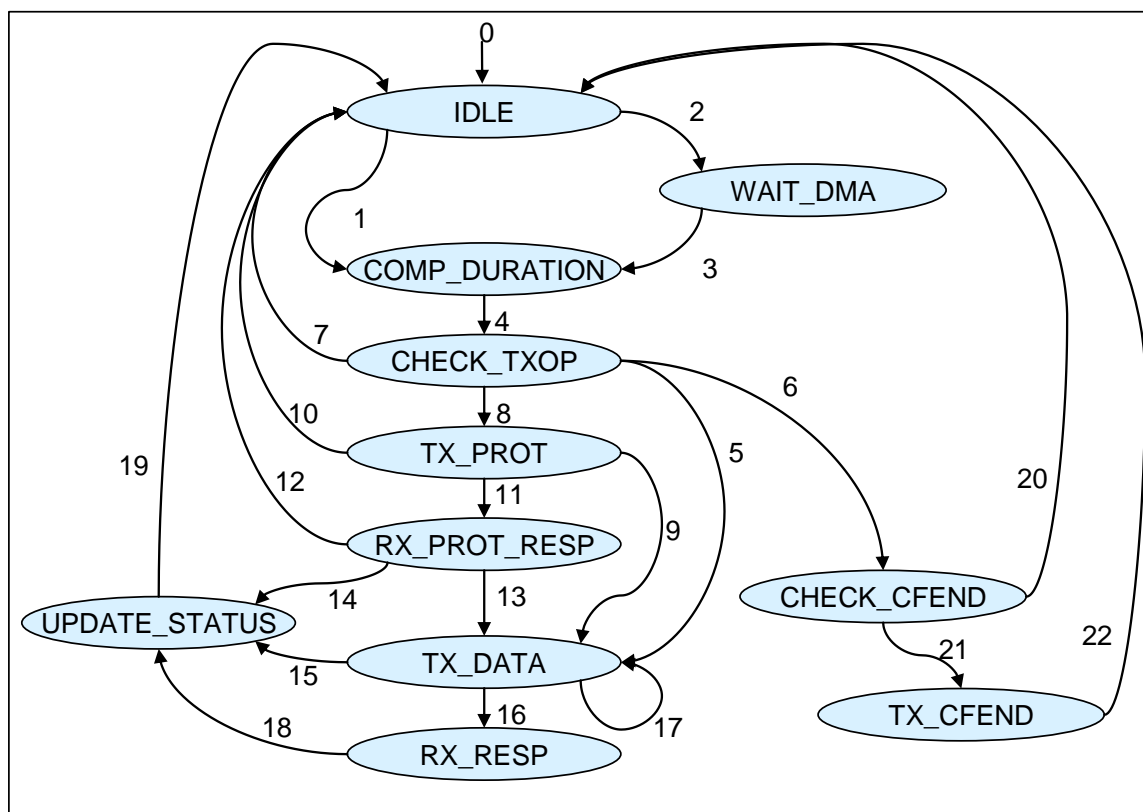 0
IDLE
2
WAIT_DMA
1
3
COMP_DURATION
4
7
CHECK_TXOP
6
10
8
5
TX_PROT
19
12
11
9
20
RX_PROT_RESP
14
13
CHECK_CFEND
UPDATE_STATUS
22
15
TX_DATA
21
18
16
17
TX_CFEND
RX_RESP